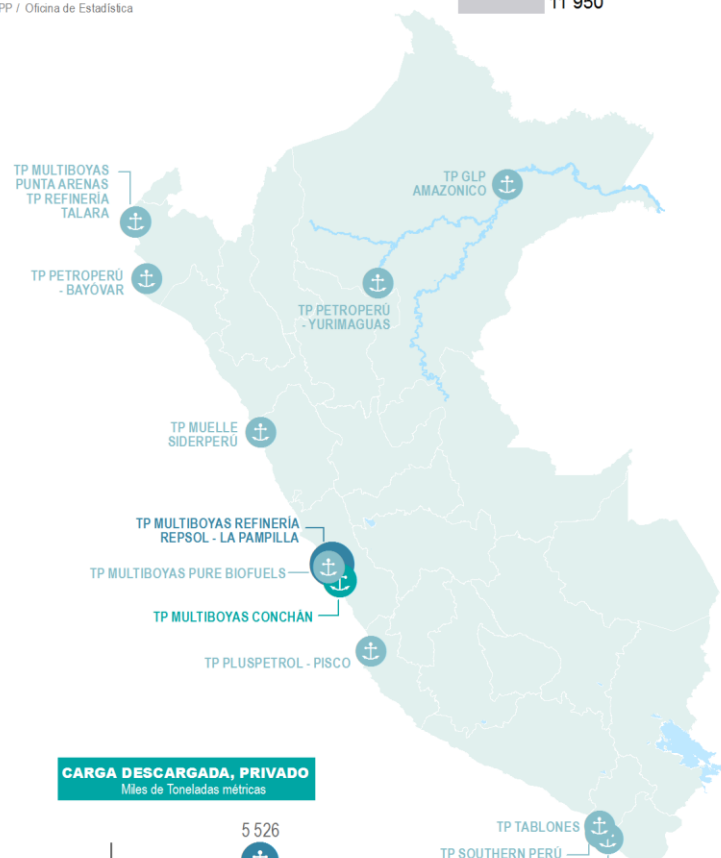 PP / Oficina de Estadística
11 950
TP MULTIBOYAS
PUNTA ARENAS
TP REFINERÍA
TALARA
TP GLP
AMAZONICO
TP PETROPERÚ
- BAYÓVAR
TP PETROPERÚ
- YURIMAGUAS
TP MUELLE
SIDERPERÚ
TP MULTIBOYAS REFINERÍA
REPSOL - LA PAMPILLA
TP MULTIBOYAS PURE BIOFUELS
TP MULTIBOYAS CONCHÁN
TP PLUSPETROL - PISCO
CARGA DESCARGADA, PRIVADO
Miles de Toneladas métricas
5 526
TP TABLONES
TP SOUTHERN PERÚ